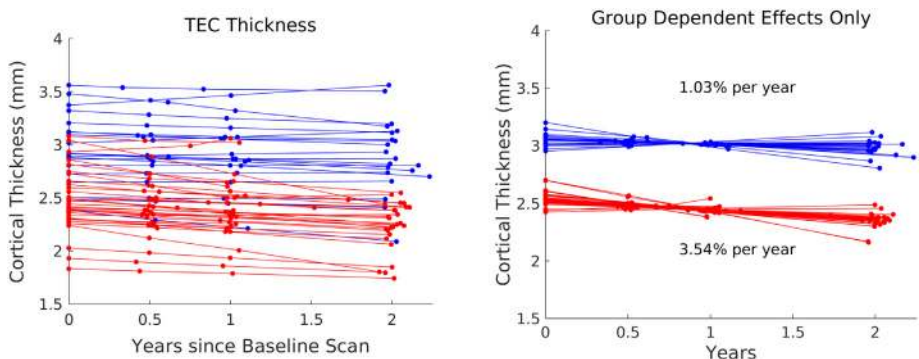 TEC Thickness
4
3.5
3
2.5
2
1.5
Cortical Thickness (mm)
0
0.5
1
1.5
2
Years since Baseline Scan
Group Dependent Effects Only
4
3.5
3
2.5
2
1.5
Cortical Thickness (mm)
1.03% per year
3.54% per year
0
0.5
1
1.5
2
Years